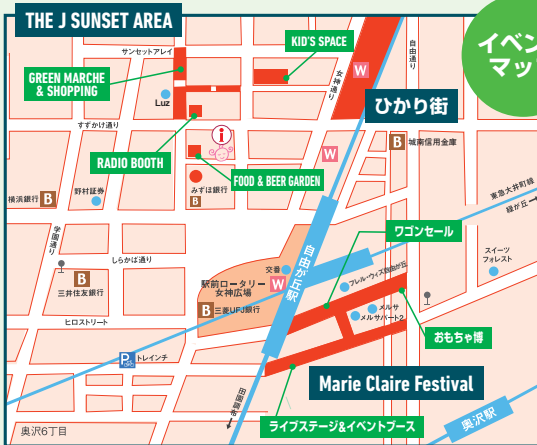 THE J SUNSET AREA
イベン
マッ
サンセットアレイ
KID'S SPACE
女神通り
自由通り
W
GREEN MARCHE
& SHOPPING
Luz
ひかり街
すずかけ通り
i
B
城南信用金庫
RADIO BOOTH
W
FOOD & BEER GARDEN
横浜銀行
B
野村証券
みずほ銀行
B
東急大井町線
緑が丘→
学園通り
ワゴンセール
自由が丘駅
しらかば通り
スイーツ
フォレスト
交番
B
三井住友銀行
駅前ロータリー
女神広場
W
プレル・ウィズ自由が丘
B
三菱UFJ銀行
メルサ
メルサパート2
ヒロストリート
おもちゃ博
P
トレインチ
Marie Claire Festival
田園調布
ライブステージ&イベントブース
奥沢駅
奥沢6丁目